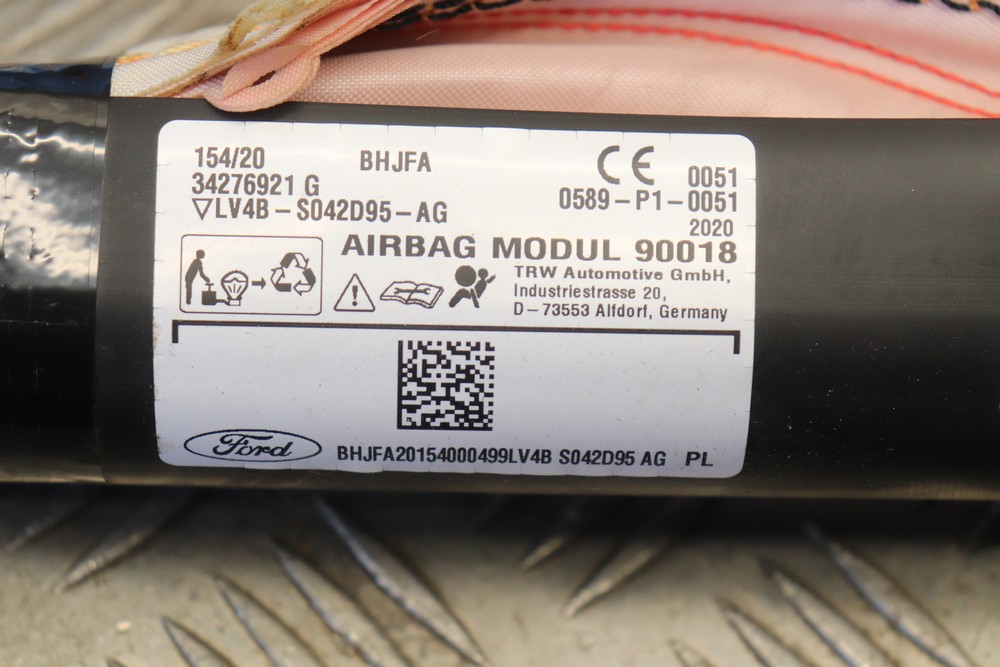 154/20 BHJFA CE 0051
34276921 G 0589-P1-0051
▽LV4B-S042D95-AG 2020
AIRBAG MODUL 90018
TRW Automotive GmbH,
Industriestrasse 20,
D-73553 Alfdorf, Germany
Ford BHJFA20154000499LV4B S042D95 AG PL